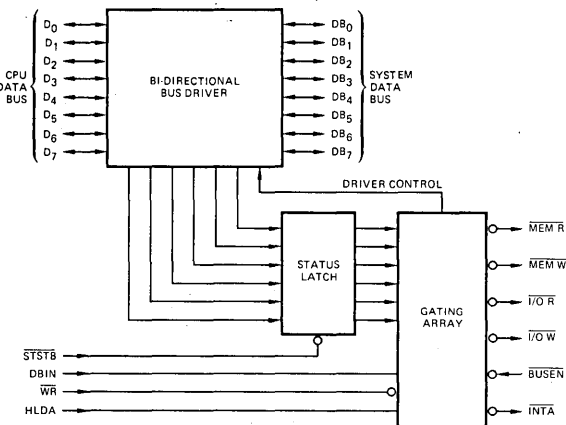 D0 DB0
D1 DB1
D2 DB2
CPU DATA BUS
D3 DB3
BI-DIRECTIONAL BUS DRIVER
SYSTEM DATA BUS
D4 DB4
D5 DB5
D6 DB6
D7 DB7
DRIVER CONTROL
STATUS LATCH
GATING ARRAY
MEM R
MEM W
I/O R
I/O W
BUSEN
INTA
STSTB
DBIN
WR
HLDA